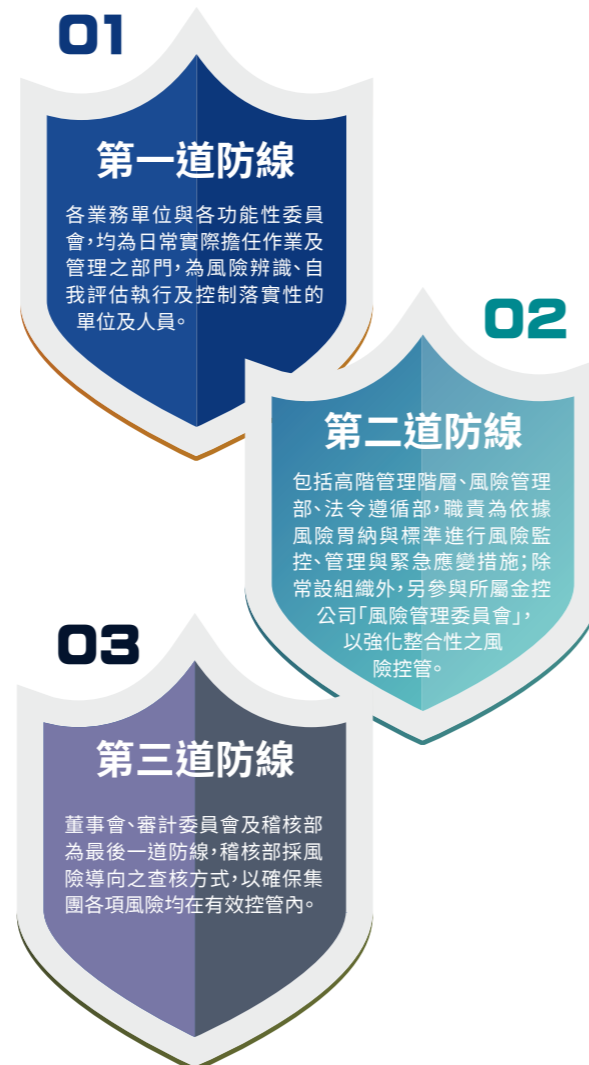 01
第一道防線
各業務單位與各功能性委員
會，均為日常實際擔任作業及
管理之部門，為風險辨識、自
我評估執行及控制落實性的
單位及人員。
02
第二道防線
包括高階管理階層、風險管理
部、法令遵循部，職責為依據
風險胃納與標準進行風險監
控、管理與緊急應變措施；除
常設組織外，另參與所屬金控
公司「風險管理委員會」，
以強化整合性之風
險控管。
03
第三道防線
董事會、審計委員會及稽核部
為最後一道防線，稽核部採風
險導向之查核方式，以確保集
團各項風險均在有效控管內。